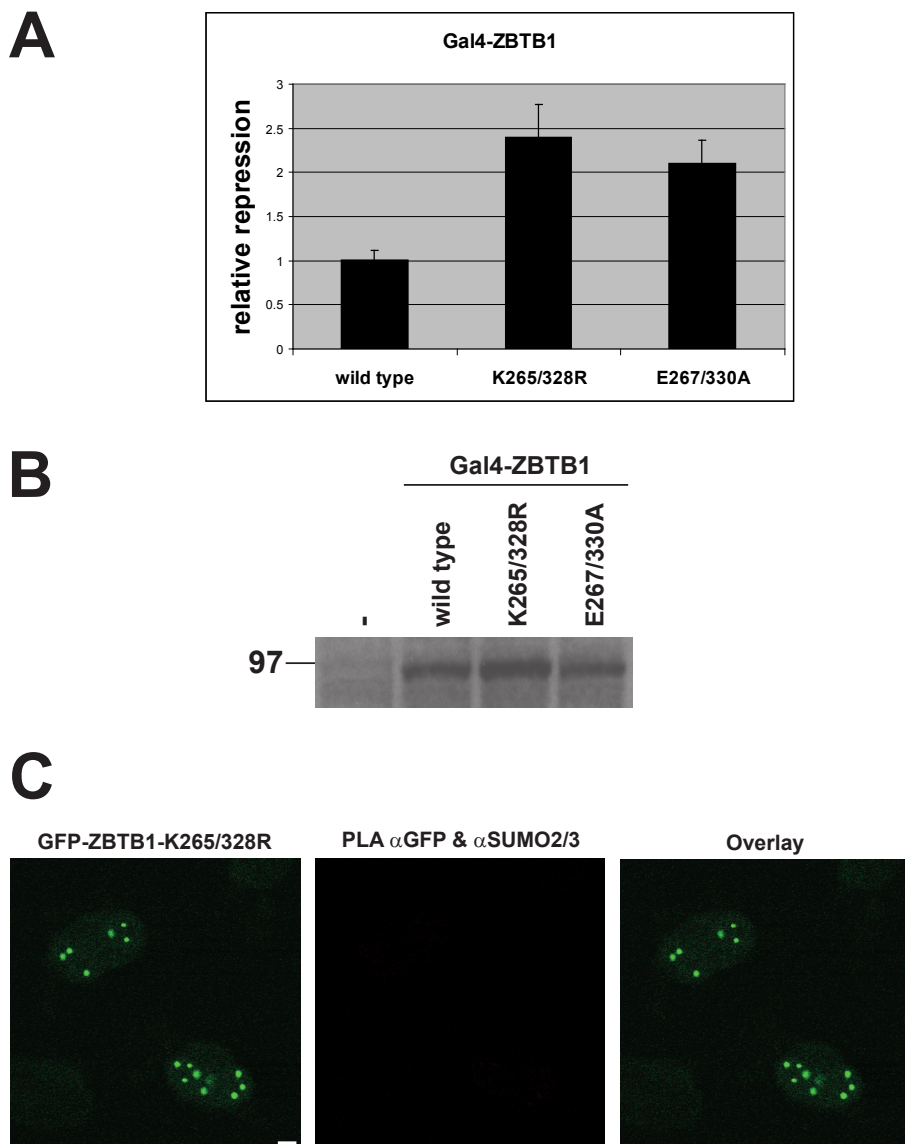 A
Gal4-ZBTB1
relative repression
3
2.5
2
1.5
1
0.5
0
wild type K265/328R E267/330A
B
Gal4-ZBTB1
- wild type K265/328R E267/330A
97
C
GFP-ZBTB1-K265/328R PLA αGFP & αSUMO2/3 Overlay